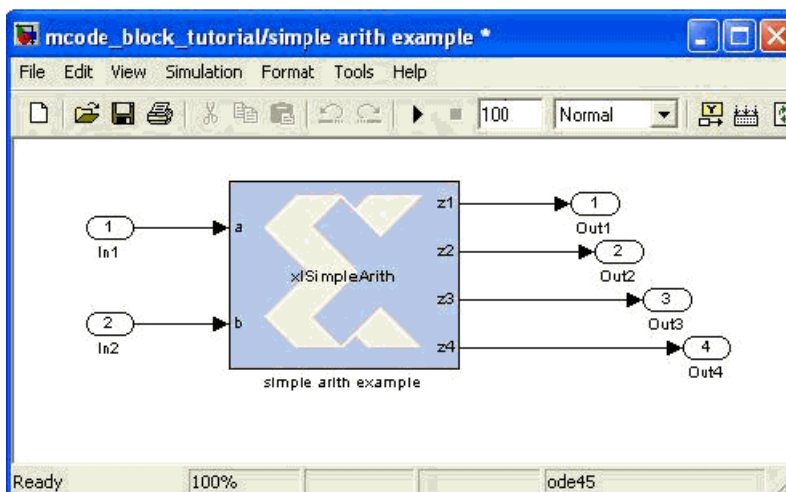 mcode_block_tutorial/simple arith example *
File Edit View Simulation Format Tools Help
100 Normal
1
In1
2
In2
a
b
xlSimpleArith
z1
z2
z3
z4
simple arith example
1
Out1
2
Out2
3
Out3
4
Out4
Ready 100% ode45